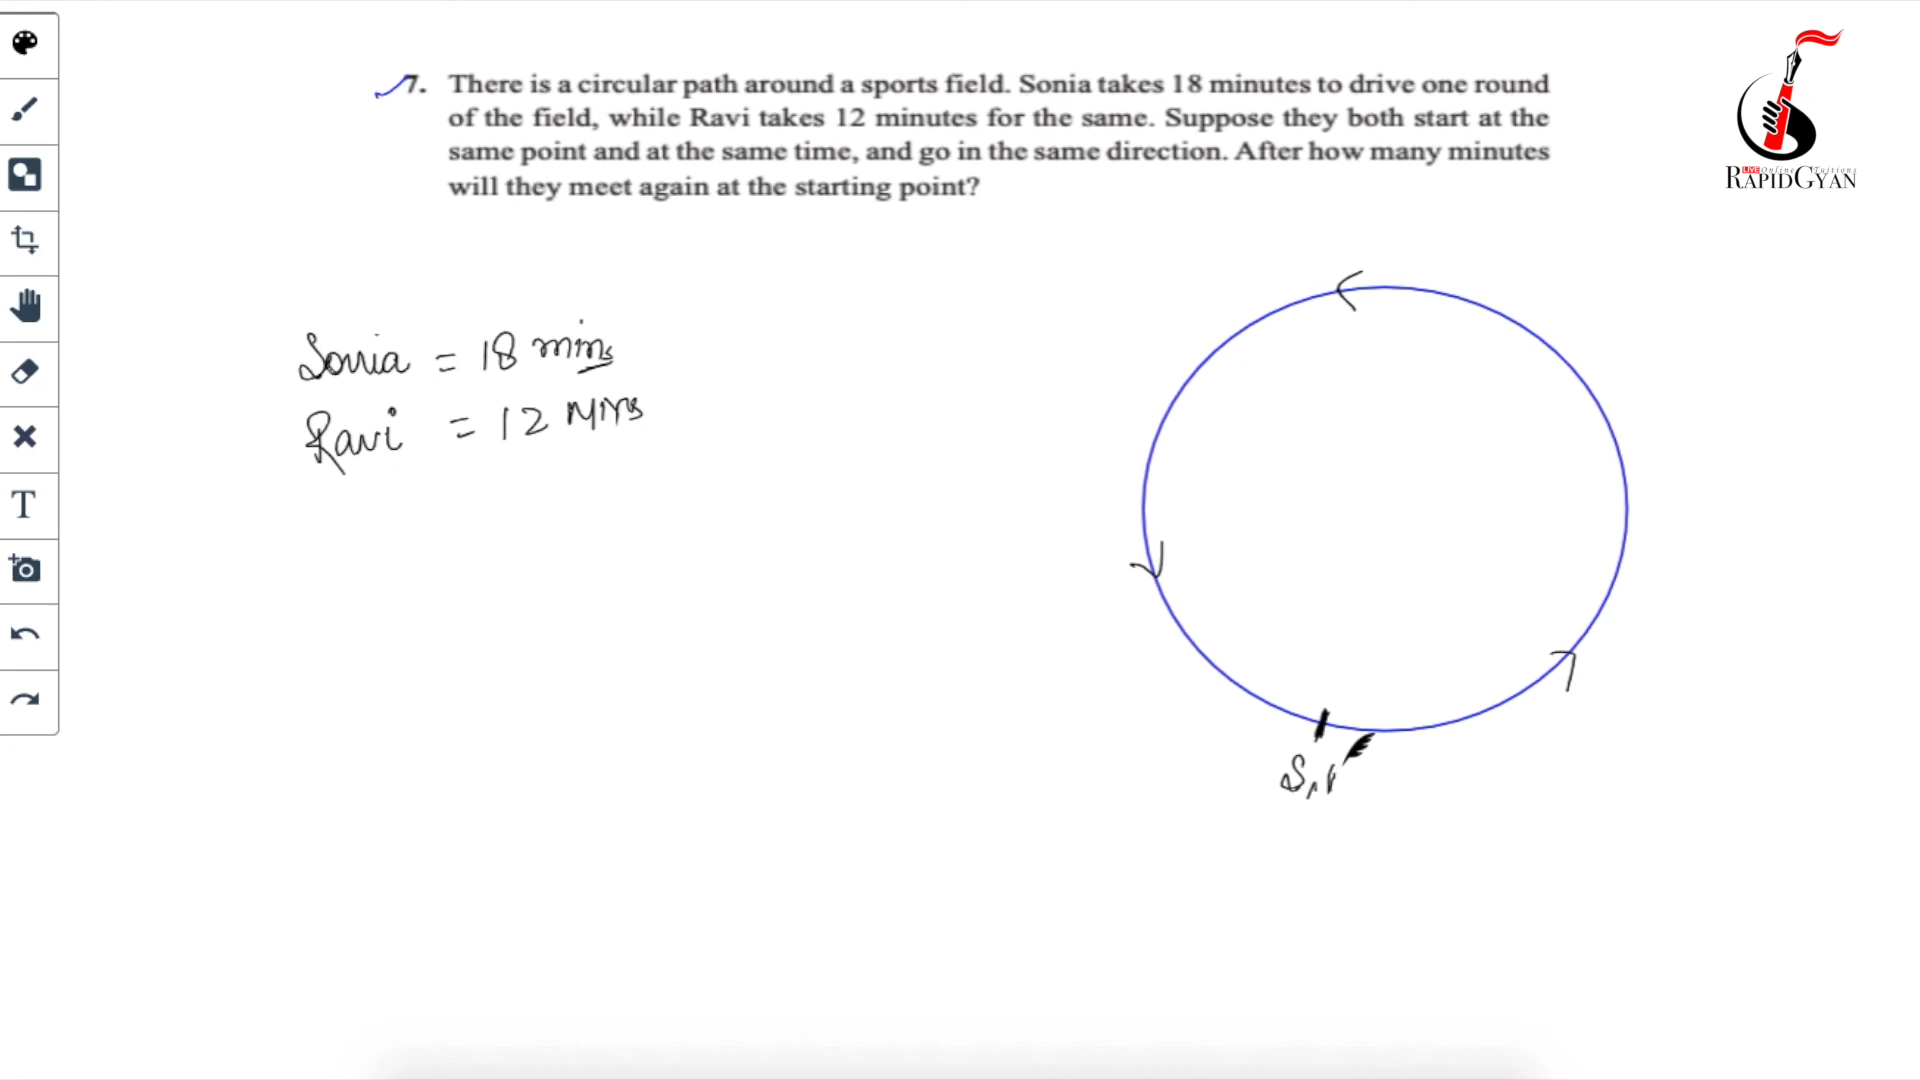 7. There is a circular path around a sports field. Sonia takes 18 minutes to drive one round
of the field, while Ravi takes 12 minutes for the same. Suppose they both start at the
same point and at the same time, and go in the same direction. After how many minutes
will they meet again at the starting point?
LIVE Online Tuitions
RAPIDGYAN
Sonia = 18 mins
Ravi = 12 Mins
T
S,